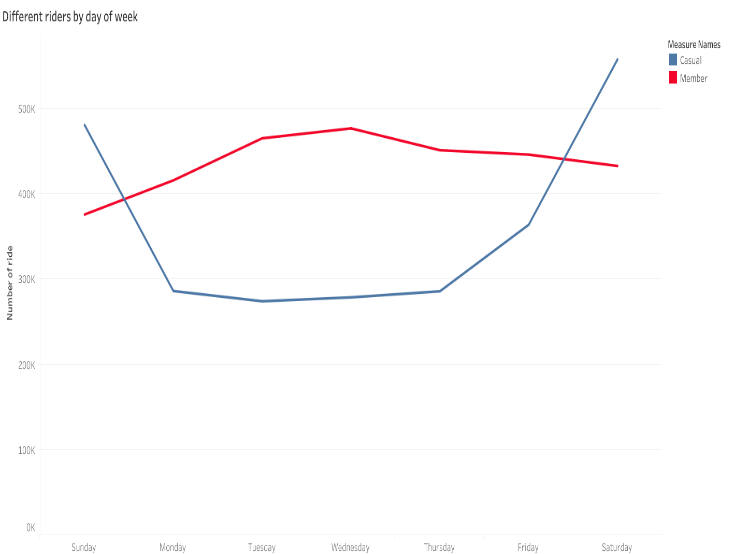 Different riders by day of week
Measure Names
Casual
Member
Number of ride
500K
400K
300K
200K
100K
0K
Sunday Monday Tuesday Wednesday Thursday Friday Saturday